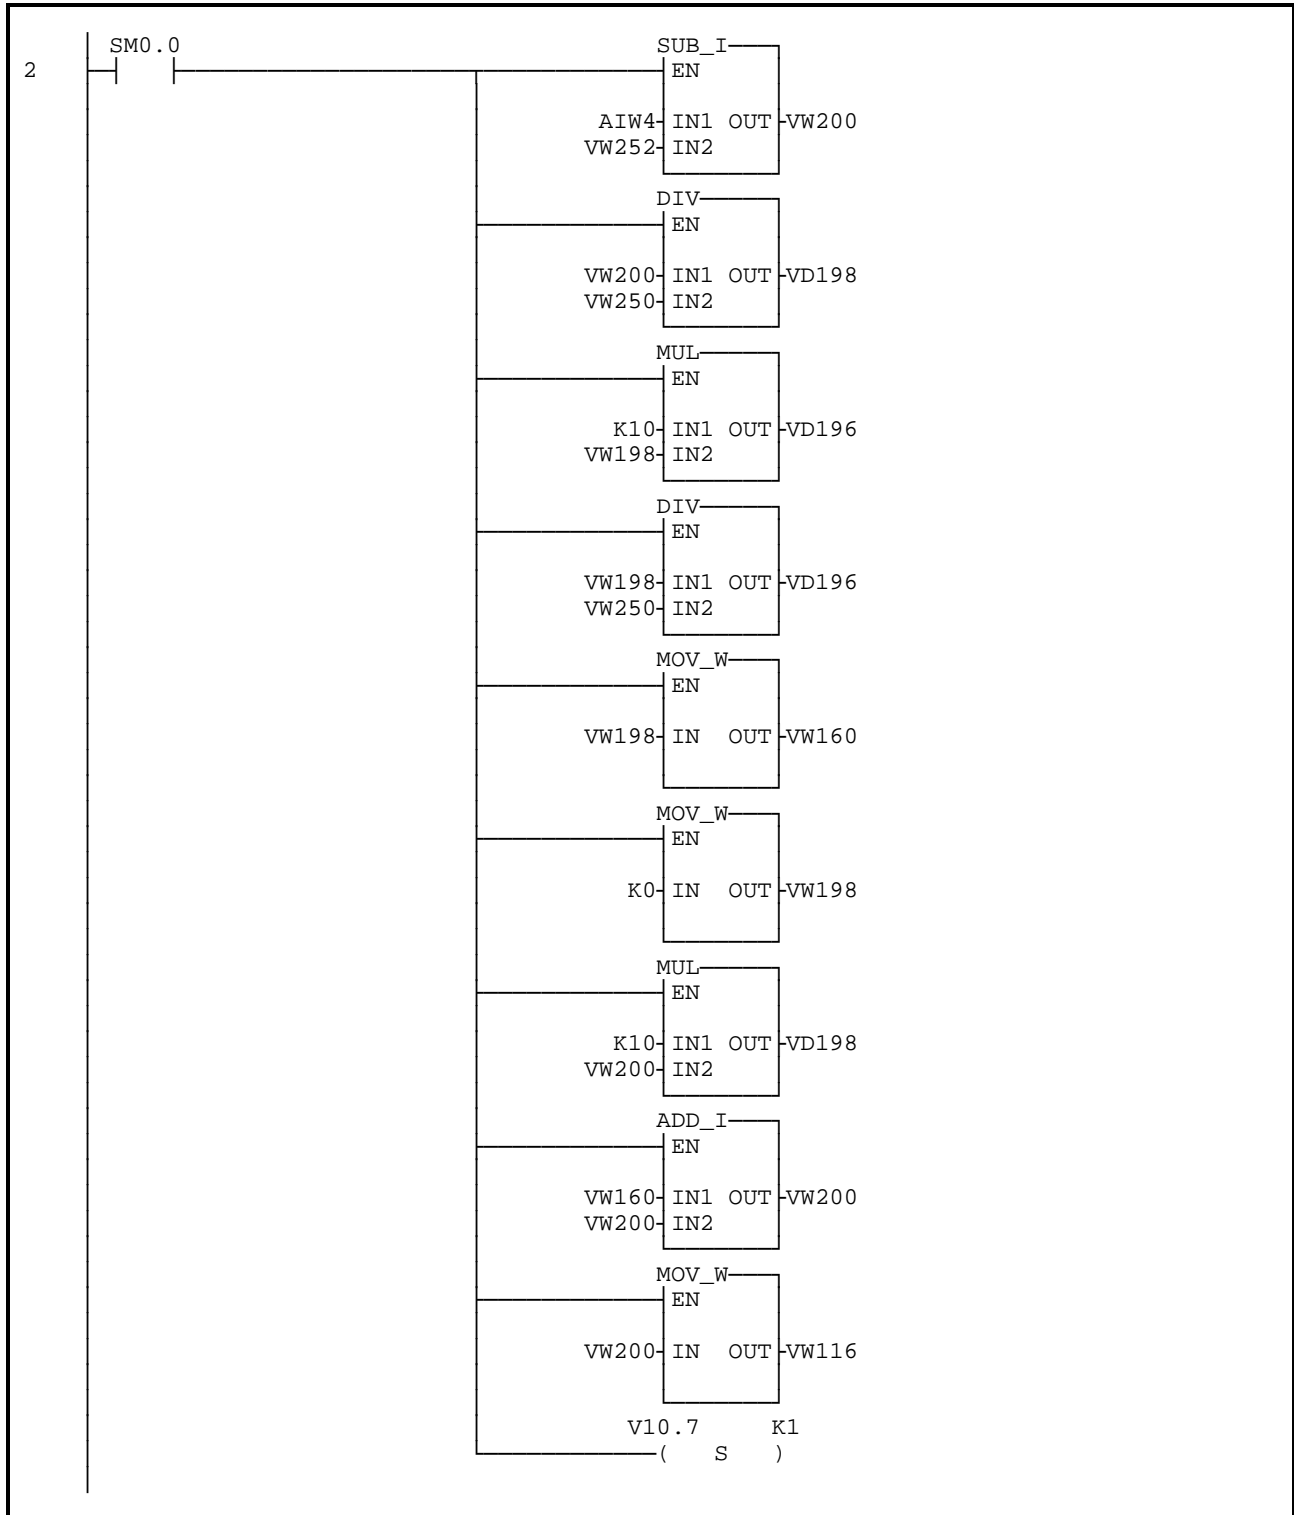 SM0.0 SUB_I
2 EN
AIW4 IN1 OUT VW200
VW252 IN2
DIV
EN
VW200 IN1 OUT VD198
VW250 IN2
MUL
EN
K10 IN1 OUT VD196
VW198 IN2
DIV
EN
VW198 IN1 OUT VD196
VW250 IN2
MOV_W
EN
VW198 IN OUT VW160
MOV_W
EN
K0 IN OUT VW198
MUL
EN
K10 IN1 OUT VD198
VW200 IN2
ADD_I
EN
VW160 IN1 OUT VW200
VW200 IN2
MOV_W
EN
VW200 IN OUT VW116
V10.7 K1
( S )